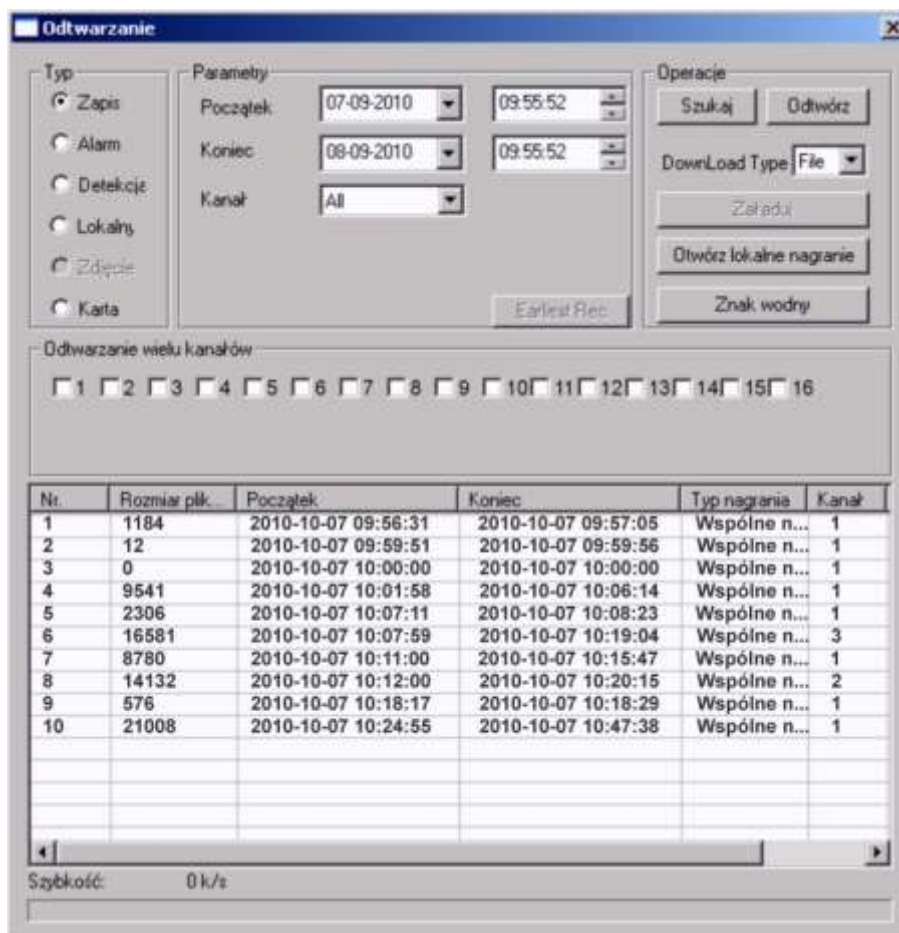 Odtwarzanie
Typ
Zapis
Alarm
Detekcja
Lokalny
Zdjęcie
Karta
Parametry
Początek 07-09-2010 09:55:52
Koniec 08-09-2010 09:55:52
Kanał All
Earliest Rec
Operacje
Szukaj Odtwórz
DownLoad Type File
Załaduj
Otwórz lokalne nagranie
Znak wodny
Odtwarzanie wielu kanałów
1 2 3 4 5 6 7 8 9 10 11 12 13 14 15 16
Nr. Rozmiar plik... Początek Koniec Typ nagrania Kanał
1 1184 2010-10-07 09:56:31 2010-10-07 09:57:05 Wspólne n... 1
2 12 2010-10-07 09:59:51 2010-10-07 09:59:56 Wspólne n... 1
3 0 2010-10-07 10:00:00 2010-10-07 10:00:00 Wspólne n... 1
4 9541 2010-10-07 10:01:58 2010-10-07 10:06:14 Wspólne n... 1
5 2306 2010-10-07 10:07:11 2010-10-07 10:08:23 Wspólne n... 1
6 16581 2010-10-07 10:07:59 2010-10-07 10:19:04 Wspólne n... 3
7 8780 2010-10-07 10:11:00 2010-10-07 10:15:47 Wspólne n... 1
8 14132 2010-10-07 10:12:00 2010-10-07 10:20:15 Wspólne n... 2
9 576 2010-10-07 10:18:17 2010-10-07 10:18:29 Wspólne n... 1
10 21008 2010-10-07 10:24:55 2010-10-07 10:47:38 Wspólne n... 1
Szybkość: 0 k/s